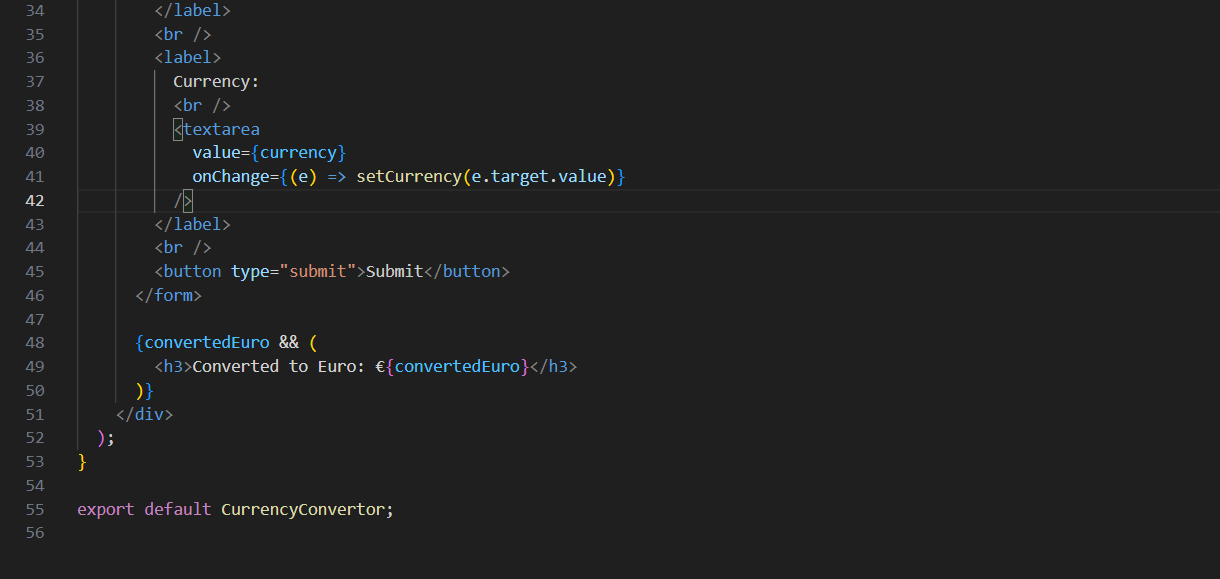 34 </label>
35 <br />
36 <label>
37 Currency:
38 <br />
39 <textarea
40 value={currency}
41 onChange={(e) => setCurrency(e.target.value)}
42 />
43 </label>
44 <br />
45 <button type="submit">Submit</button>
46 </form>
47
48 {convertedEuro && (
49 <h3>Converted to Euro: €{convertedEuro}</h3>
50 )}
51 </div>
52 );
53 }
54
55 export default CurrencyConvertor;
56